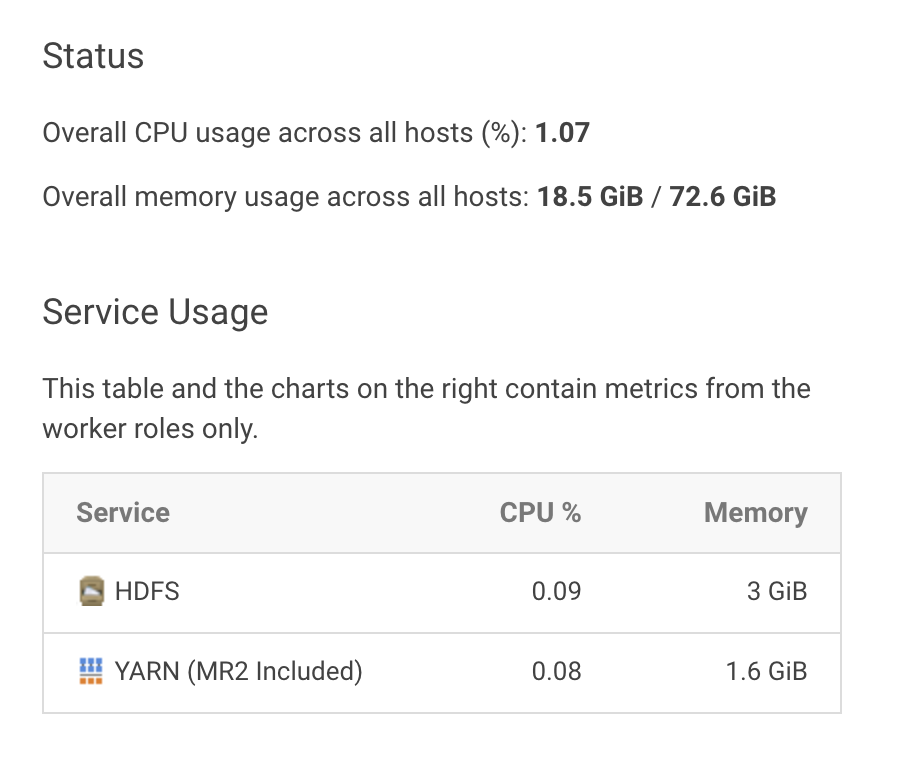 Status
Overall CPU usage across all hosts (%): 1.07
Overall memory usage across all hosts: 18.5 GiB / 72.6 GiB
Service Usage
This table and the charts on the right contain metrics from the
worker roles only.
Service CPU % Memory
HDFS 0.09 3 GiB
YARN (MR2 Included) 0.08 1.6 GiB